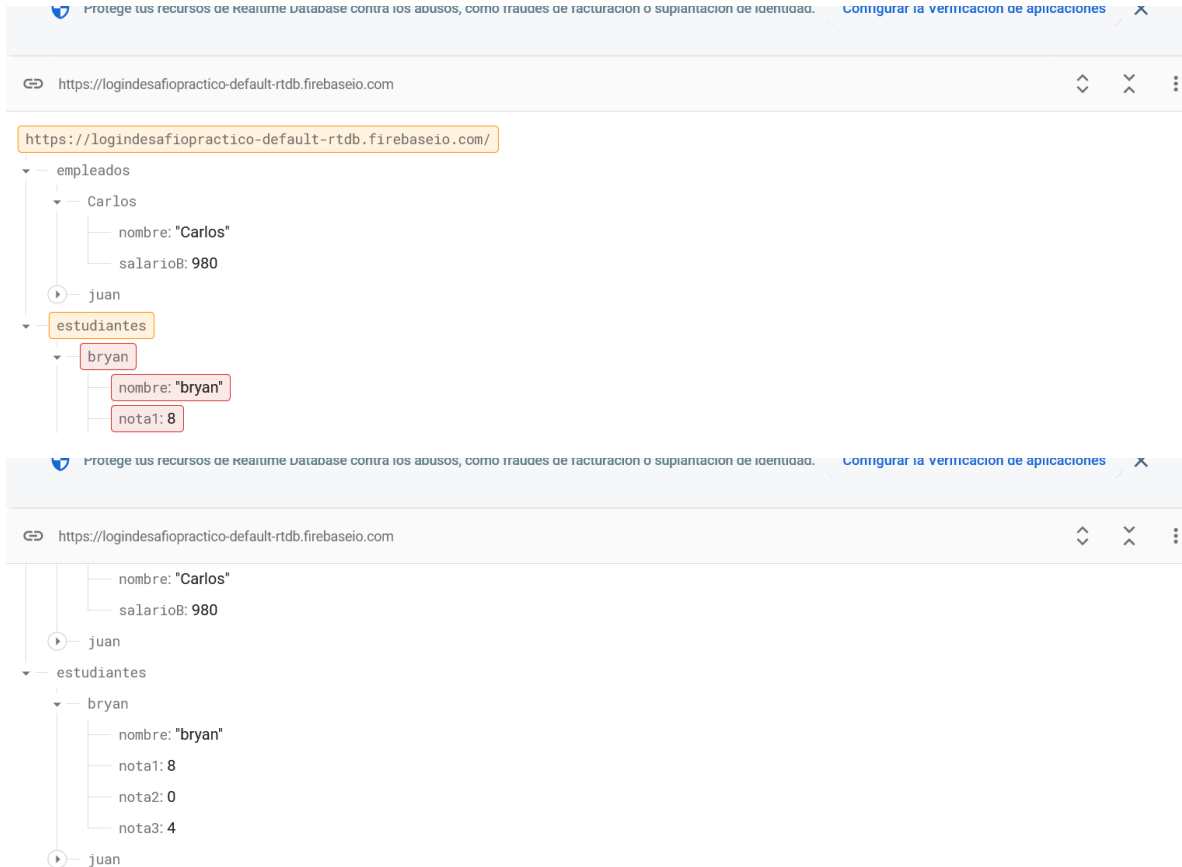 Protege tus recursos de Realtime Database contra los abusos, como fraudes de facturación o suplantación de identidad. Configurar la Verificación de aplicaciones
https://logindesafiopractico-default-rtdb.firebaseio.com
https://logindesafiopractico-default-rtdb.firebaseio.com/
empleados
Carlos
nombre: "Carlos"
salarioB: 980
juan
estudiantes
bryan
nombre: "bryan"
nota1: 8
Protege tus recursos de Realtime Database contra los abusos, como fraudes de facturación o suplantación de identidad. Configurar la Verificación de aplicaciones
https://logindesafiopractico-default-rtdb.firebaseio.com
nombre: "Carlos"
salarioB: 980
juan
estudiantes
bryan
nombre: "bryan"
nota1: 8
nota2: 0
nota3: 4
juan